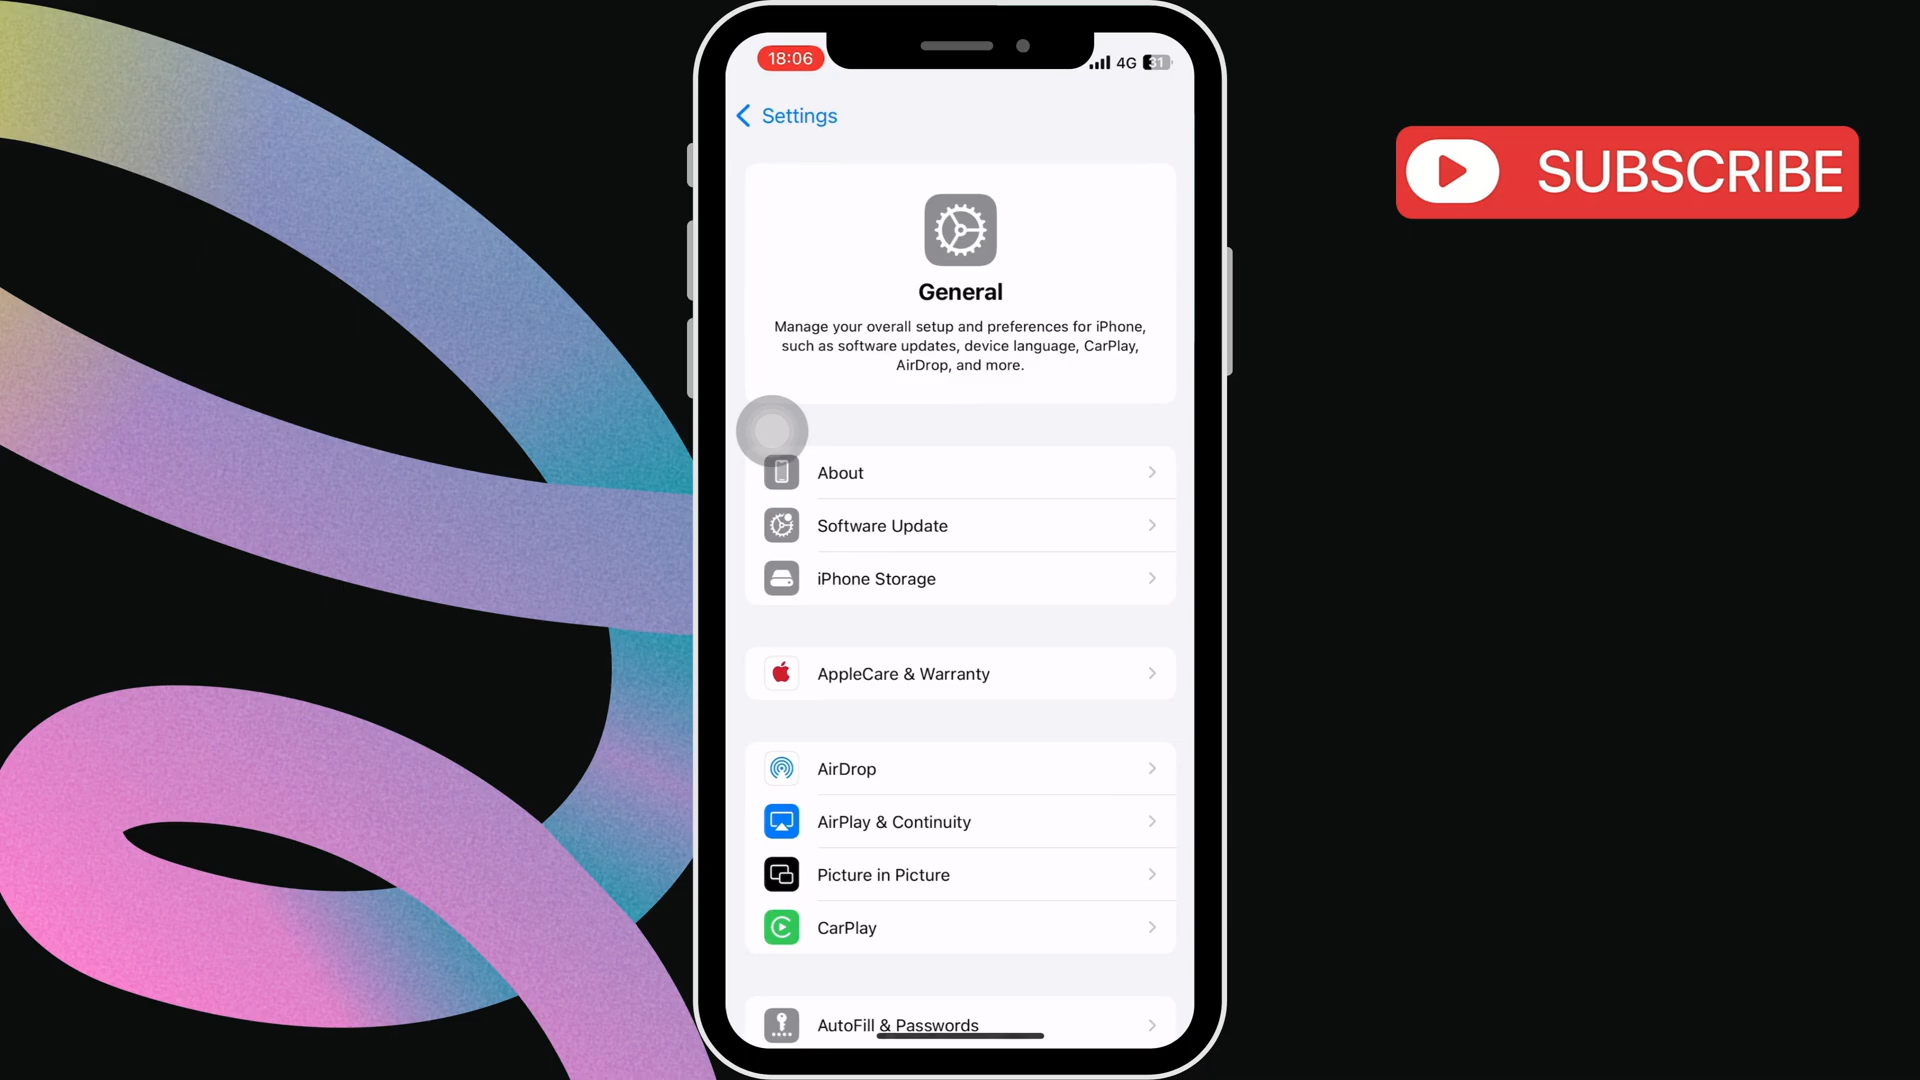 18:06
4G 31
Settings
SUBSCRIBE
General
Manage your overall setup and preferences for iPhone,
such as software updates, device language, CarPlay,
AirDrop, and more.
About
Software Update
iPhone Storage
AppleCare & Warranty
AirDrop
AirPlay & Continuity
Picture in Picture
CarPlay
AutoFill & Passwords